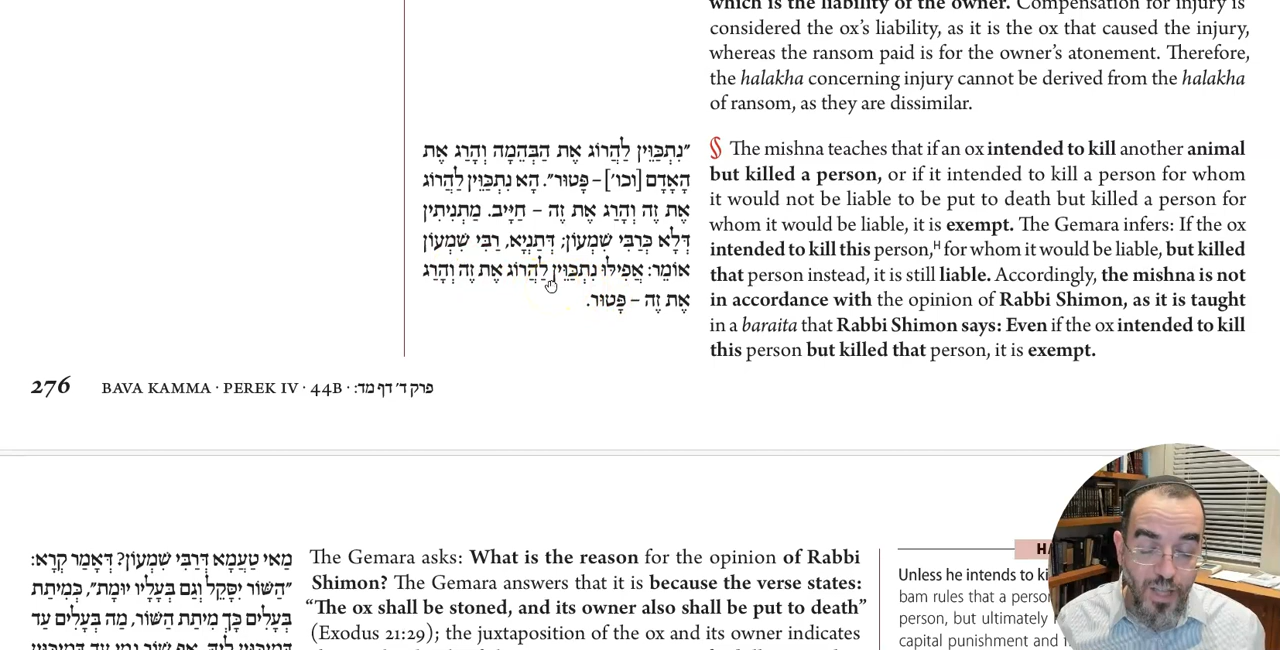 which is the liability of the owner. Compensation for injury is
considered the ox's liability, as it is the ox that caused the injury,
whereas the ransom paid is for the owner's atonement. Therefore,
the halakha concerning injury cannot be derived from the halakha
of ransom, as they are dissimilar.
״נִתְכַּוֵּין לַהֲרוֹג אֶת הַבְּהֵמָה וְהָרַג אֶת
הָאָדָם [וכו׳] – פָּטוּר״. הָא נִתְכַּוֵּין לַהֲרוֹג
אֶת זֶה וְהָרַג אֶת זֶה – חַיָּיב. מַתְנִיתִין
דְּלָא כְּרַבִּי שִׁמְעוֹן; דְּתַנְיָא, רַבִּי שִׁמְעוֹן
אוֹמֵר: אֲפִילּוּ נִתְכַּוֵּין לַהֲרוֹג אֶת זֶה וְהָרַג
אֶת זֶה – פָּטוּר.
§ The mishna teaches that if an ox intended to kill another animal
but killed a person, or if it intended to kill a person for whom
it would not be liable to be put to death but killed a person for
whom it would be liable, it is exempt. The Gemara infers: If the ox
intended to kill this person,ᴴ for whom it would be liable, but killed
that person instead, it is still liable. Accordingly, the mishna is not
in accordance with the opinion of Rabbi Shimon, as it is taught
in a baraita that Rabbi Shimon says: Even if the ox intended to kill
this person but killed that person, it is exempt.
276 BAVA KAMMA · PEREK IV · 44B · פרק ד׳ דף מד:
מַאי טַעְמָא דְּרַבִּי שִׁמְעוֹן? דְּאָמַר קְרָא:
״הַשּׁוֹר יִסָּקֵל וְגַם בְּעָלָיו יוּמָת״, כְּמִיתַת
בְּעָלִים כָּךְ מִיתַת הַשּׁוֹר, מָה בְּעָלִים עַד
The Gemara asks: What is the reason for the opinion of Rabbi
Shimon? The Gemara answers that it is because the verse states:
"The ox shall be stoned, and its owner also shall be put to death"
(Exodus 21:29); the juxtaposition of the ox and its owner indicates
HA
Unless he intends to ki
bam rules that a person
person, but ultimately
capital punishment and